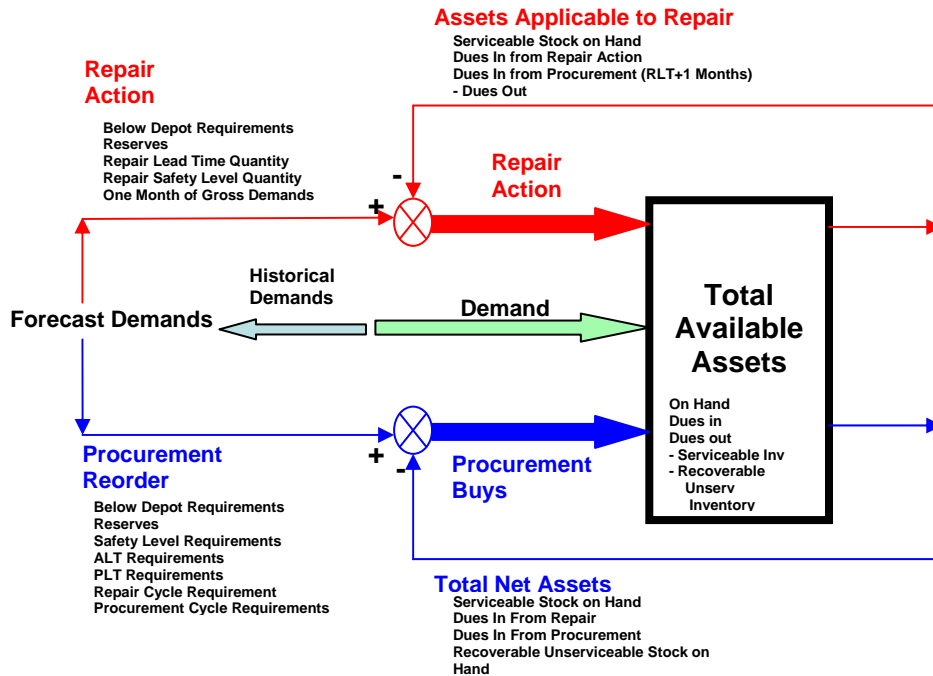 Assets Applicable to Repair
Serviceable Stock on Hand
Dues In from Repair Action
Dues In from Procurement (RLT+1 Months)
- Dues Out
Repair
Action
Below Depot Requirements
Reserves
Repair Lead Time Quantity
Repair Safety Level Quantity
One Month of Gross Demands
-
+
Repair
Action
Historical
Demands
Forecast Demands
Demand
Total
Available
Assets
On Hand
Dues in
Dues out
- Serviceable Inv
- Recoverable
Unserv
Inventory
+
-
Procurement
Reorder
Below Depot Requirements
Reserves
Safety Level Requirements
ALT Requirements
PLT Requirements
Repair Cycle Requirement
Procurement Cycle Requirements
Procurement
Buys
Total Net Assets
Serviceable Stock on Hand
Dues In From Repair
Dues In From Procurement
Recoverable Unserviceable Stock on
Hand